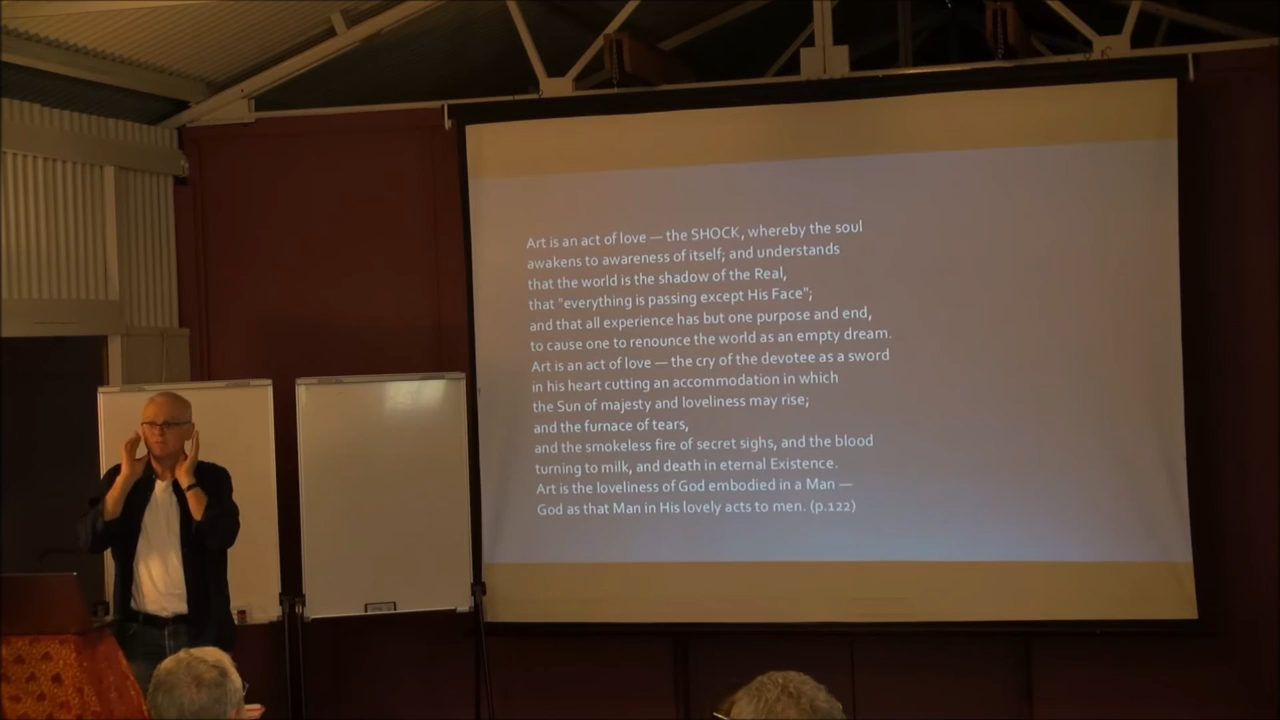 Art is an act of love — the SHOCK, whereby the soul
awakens to awareness of itself; and understands
that the world is the shadow of the Real,
that "everything is passing except His Face";
and that all experience has but one purpose and end,
to cause one to renounce the world as an empty dream.
Art is an act of love — the cry of the devotee as a sword
in his heart cutting an accommodation in which
the Sun of majesty and loveliness may rise;
and the furnace of tears,
and the smokeless fire of secret sighs, and the blood
turning to milk, and death in eternal Existence.
Art is the loveliness of God embodied in a Man —
God as that Man in His lovely acts to men. (p.122)